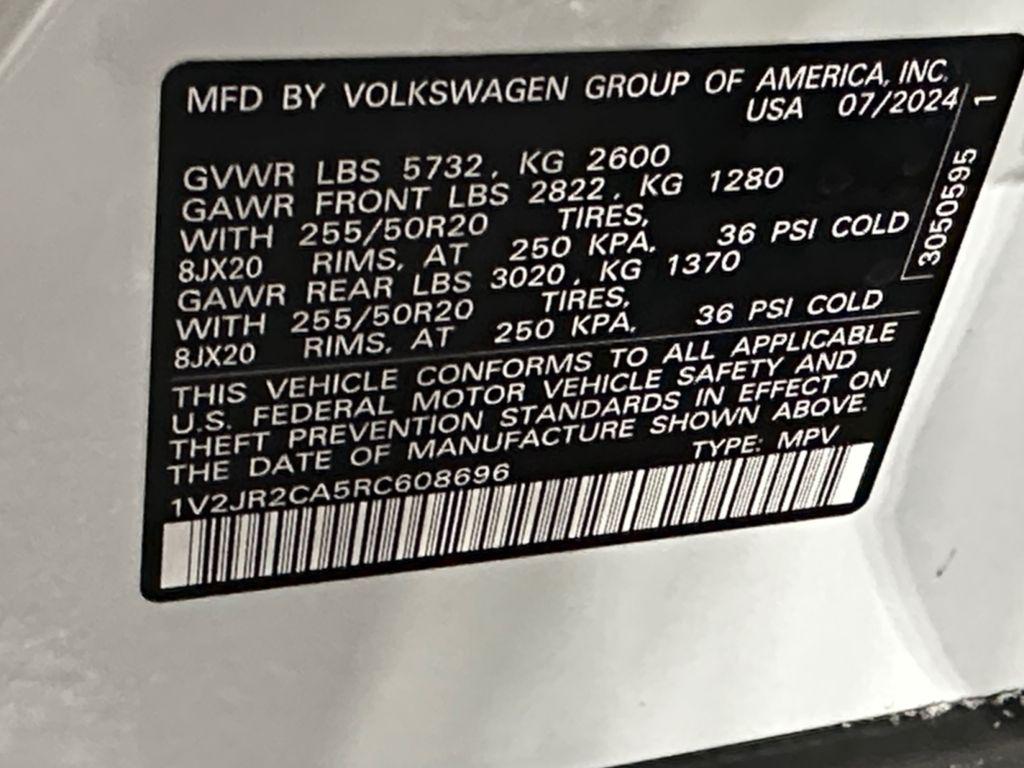 MFD BY VOLKSWAGEN GROUP OF AMERICA, INC.
USA 07/2024
GVWR LBS 5732, KG 2600
GAWR FRONT LBS 2822, KG 1280
WITH 255/50R20 TIRES,
8JX20 RIMS, AT 250 KPA, 36 PSI COLD
GAWR REAR LBS 3020, KG 1370
WITH 255/50R20 TIRES,
8JX20 RIMS, AT 250 KPA, 36 PSI COLD
THIS VEHICLE CONFORMS TO ALL APPLICABLE
U.S. FEDERAL MOTOR VEHICLE SAFETY AND
THEFT PREVENTION STANDARDS IN EFFECT ON
THE DATE OF MANUFACTURE SHOWN ABOVE.
TYPE: MPV
1V2JR2CA5RC608696
3050595 1